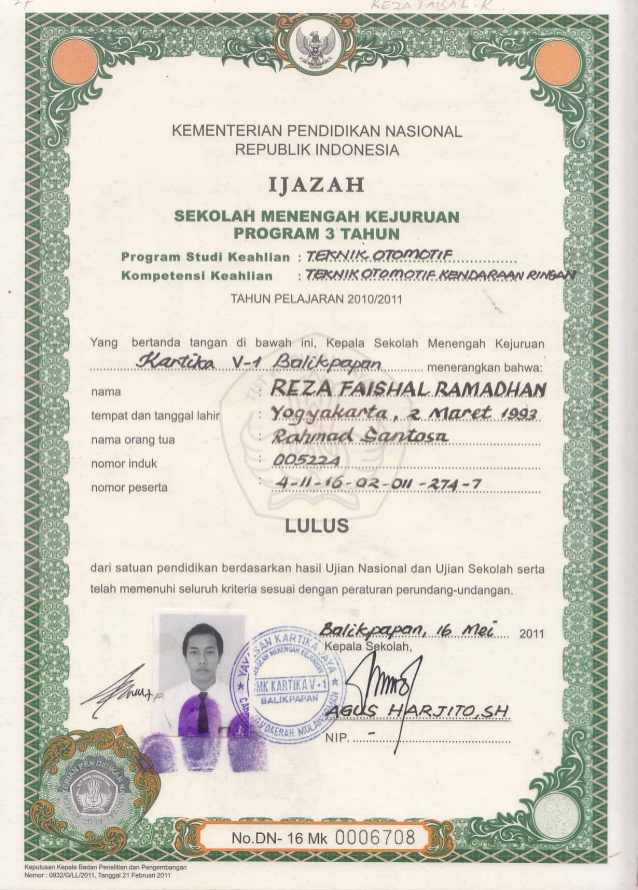 REZA FAISAL-R
KEMENTERIAN PENDIDIKAN NASIONAL
REPUBLIK INDONESIA
IJAZAH
SEKOLAH MENENGAH KEJURUAN
PROGRAM 3 TAHUN
Program Studi Keahlian : TEKNIK OTOMOTIF
Kompetensi Keahlian : TEKNIK OTOMOTIF KENDARAAN RINGAN
TAHUN PELAJARAN 2010/2011
Yang bertanda tangan di bawah ini, Kepala Sekolah Menengah Kejuruan
Kartika V-1 Balikpapan menerangkan bahwa:
nama : REZA FAISHAL RAMADHAN
tempat dan tanggal lahir : Yogyakarta, 2 Maret 1993
nama orang tua : Rahmad Santosa
nomor induk : 005224
nomor peserta : 4-11-16-02-011-274-7
LULUS
dari satuan pendidikan berdasarkan hasil Ujian Nasional dan Ujian Sekolah serta
telah memenuhi seluruh kriteria sesuai dengan peraturan perundang-undangan.
Balikpapan, 16 Mei 2011
Kepala Sekolah,
YAYASAN KARTIKA JAYA
SEKOLAH MENENGAH KEJURUAN
SMK KARTIKA V-1
BALIKPAPAN
DAERAH MULAWARMAN
AGUS HARJITO, SH
NIP. -
No.DN- 16 Mk 0006708
Keputusan Kepala Badan Penelitian dan Pengembangan
Nomor : 0932/G/LL/2011, Tanggal 21 Februari 2011